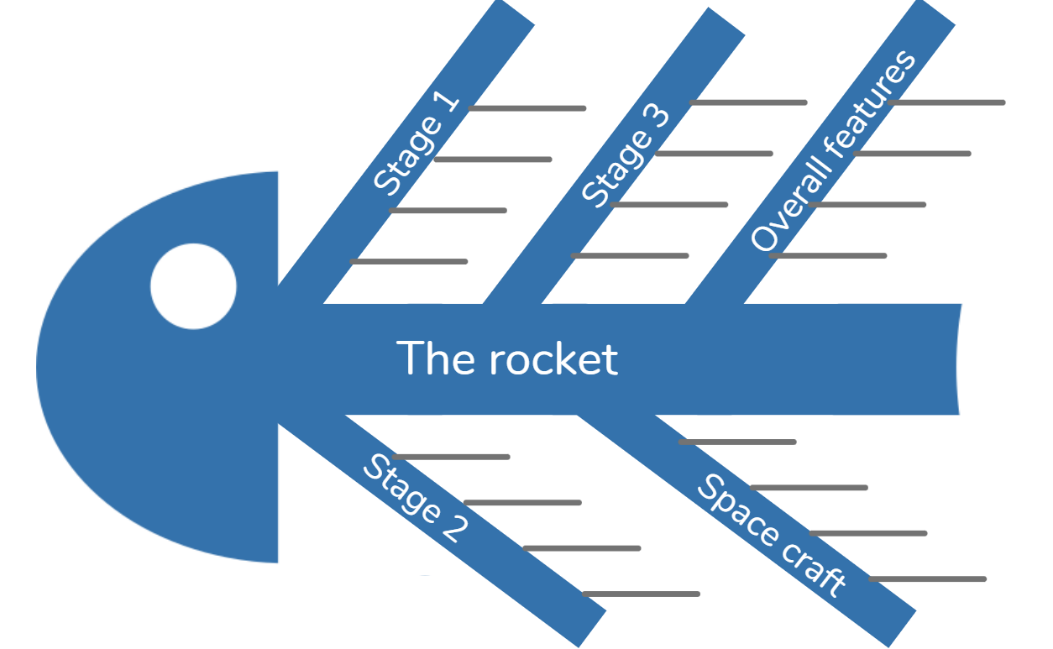 Stage 1
Stage 3
Overall features
The rocket
Stage 2
Space craft